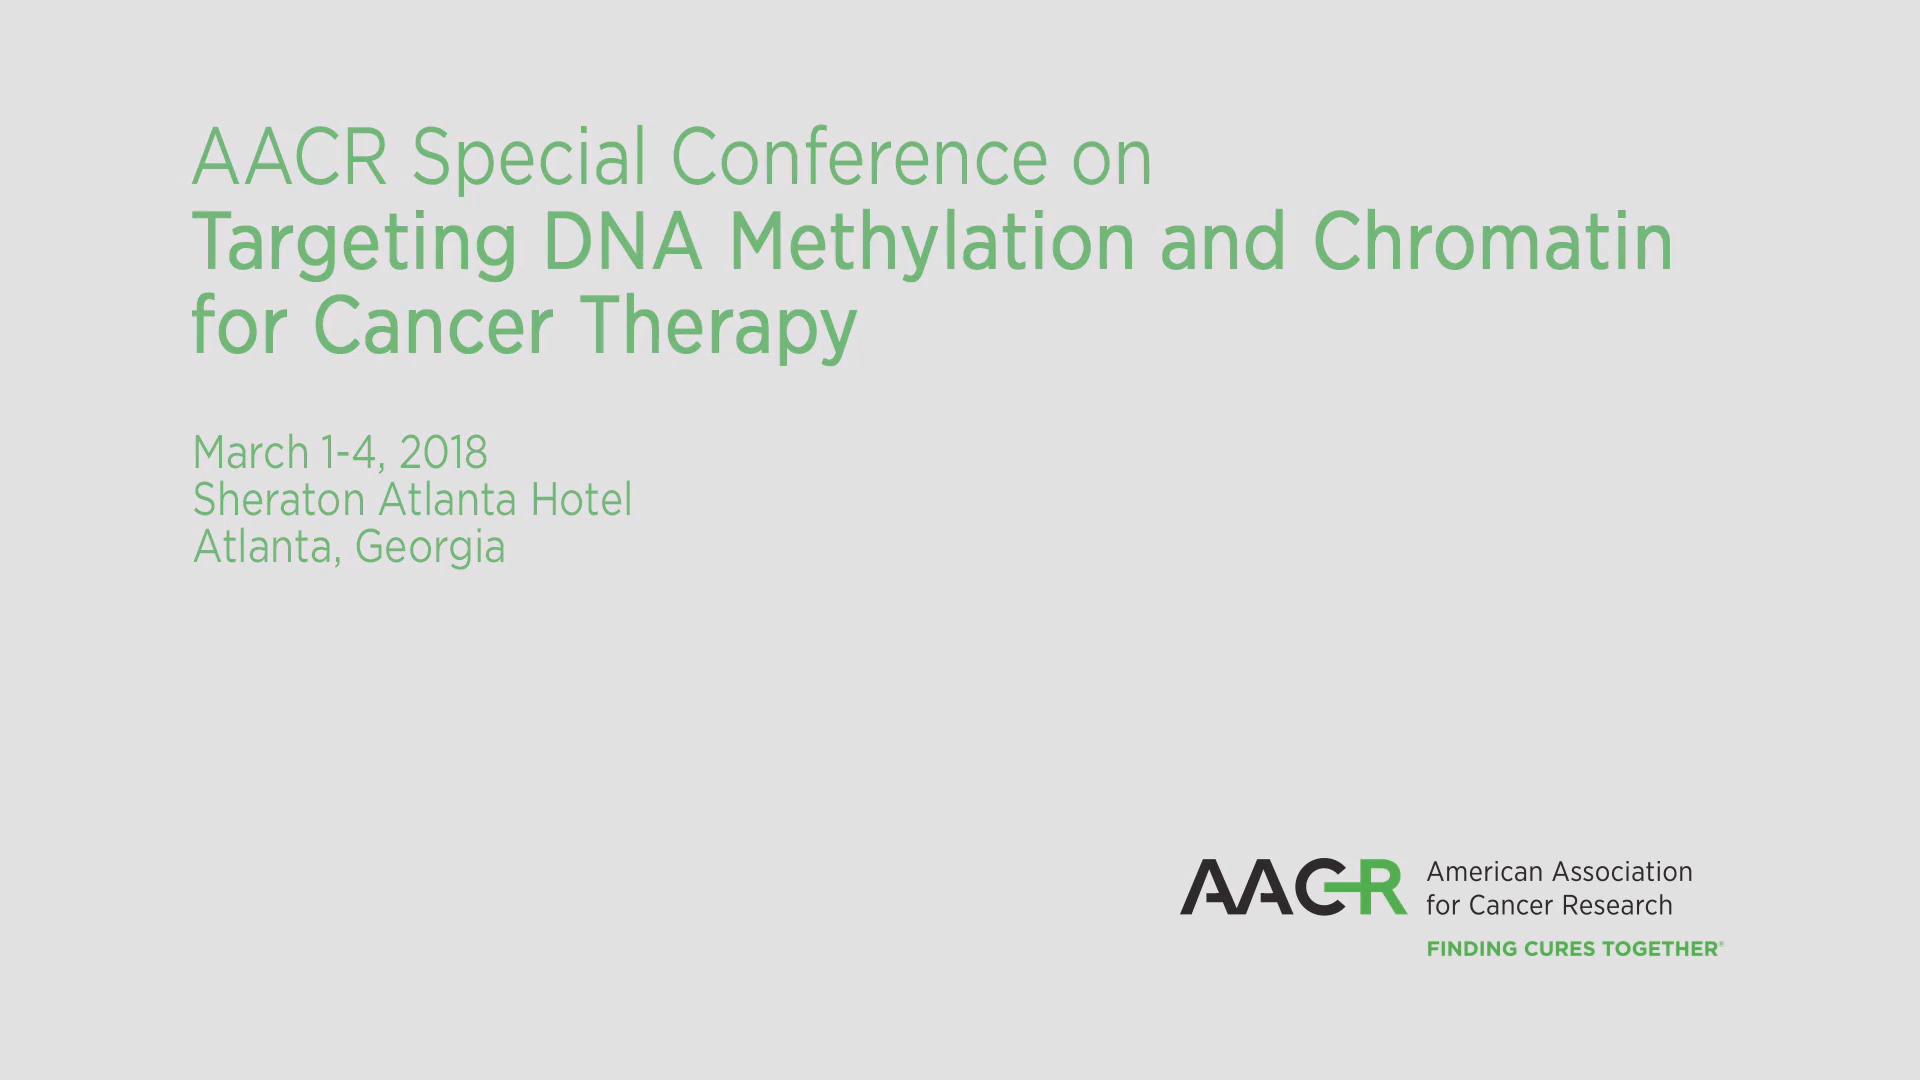 AACR Special Conference on
Targeting DNA Methylation and Chromatin
for Cancer Therapy
March 1-4, 2018
Sheraton Atlanta Hotel
Atlanta, Georgia
AACR
American Association
for Cancer Research
FINDING CURES TOGETHER®